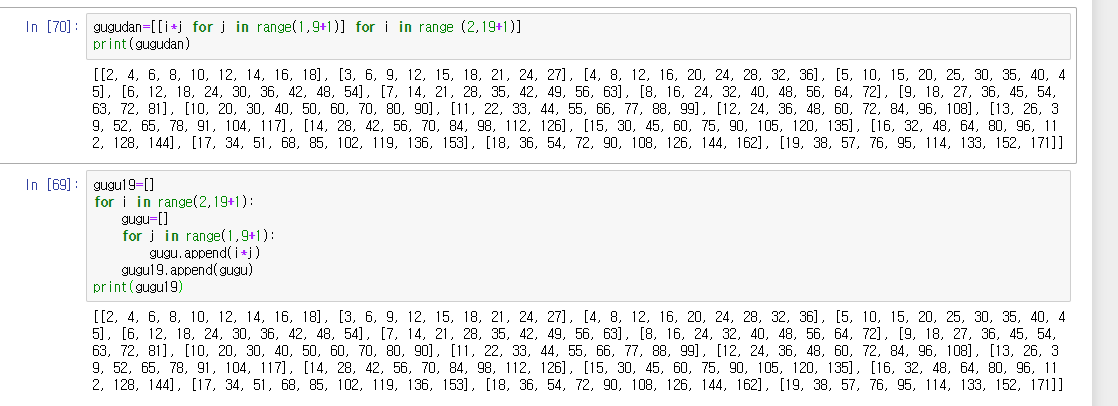 In [70]: gugudan=[[i*j for j in range(1,9+1)] for i in range (2,19+1)]
print(gugudan)
[[2, 4, 6, 8, 10, 12, 14, 16, 18], [3, 6, 9, 12, 15, 18, 21, 24, 27], [4, 8, 12, 16, 20, 24, 28, 32, 36], [5, 10, 15, 20, 25, 30, 35, 40, 4
5], [6, 12, 18, 24, 30, 36, 42, 48, 54], [7, 14, 21, 28, 35, 42, 49, 56, 63], [8, 16, 24, 32, 40, 48, 56, 64, 72], [9, 18, 27, 36, 45, 54,
63, 72, 81], [10, 20, 30, 40, 50, 60, 70, 80, 90], [11, 22, 33, 44, 55, 66, 77, 88, 99], [12, 24, 36, 48, 60, 72, 84, 96, 108], [13, 26, 3
9, 52, 65, 78, 91, 104, 117], [14, 28, 42, 56, 70, 84, 98, 112, 126], [15, 30, 45, 60, 75, 90, 105, 120, 135], [16, 32, 48, 64, 80, 96, 11
2, 128, 144], [17, 34, 51, 68, 85, 102, 119, 136, 153], [18, 36, 54, 72, 90, 108, 126, 144, 162], [19, 38, 57, 76, 95, 114, 133, 152, 171]]
In [69]: gugu19=[]
for i in range(2,19+1):
    gugu=[]
    for j in range(1,9+1):
        gugu.append(i*j)
    gugu19.append(gugu)
print(gugu19)
[[2, 4, 6, 8, 10, 12, 14, 16, 18], [3, 6, 9, 12, 15, 18, 21, 24, 27], [4, 8, 12, 16, 20, 24, 28, 32, 36], [5, 10, 15, 20, 25, 30, 35, 40, 4
5], [6, 12, 18, 24, 30, 36, 42, 48, 54], [7, 14, 21, 28, 35, 42, 49, 56, 63], [8, 16, 24, 32, 40, 48, 56, 64, 72], [9, 18, 27, 36, 45, 54,
63, 72, 81], [10, 20, 30, 40, 50, 60, 70, 80, 90], [11, 22, 33, 44, 55, 66, 77, 88, 99], [12, 24, 36, 48, 60, 72, 84, 96, 108], [13, 26, 3
9, 52, 65, 78, 91, 104, 117], [14, 28, 42, 56, 70, 84, 98, 112, 126], [15, 30, 45, 60, 75, 90, 105, 120, 135], [16, 32, 48, 64, 80, 96, 11
2, 128, 144], [17, 34, 51, 68, 85, 102, 119, 136, 153], [18, 36, 54, 72, 90, 108, 126, 144, 162], [19, 38, 57, 76, 95, 114, 133, 152, 171]]